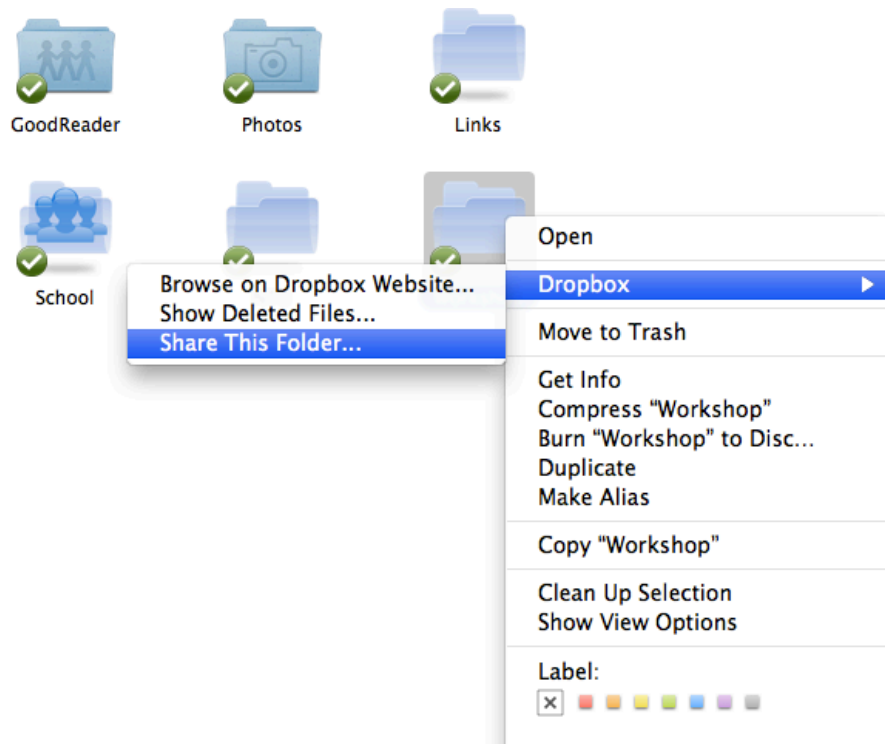 GoodReader
Photos
Links
School
Browse on Dropbox Website...
Show Deleted Files...
Share This Folder...
Open
Dropbox
Move to Trash
Get Info
Compress “Workshop”
Burn “Workshop” to Disc...
Duplicate
Make Alias
Copy “Workshop”
Clean Up Selection
Show View Options
Label: